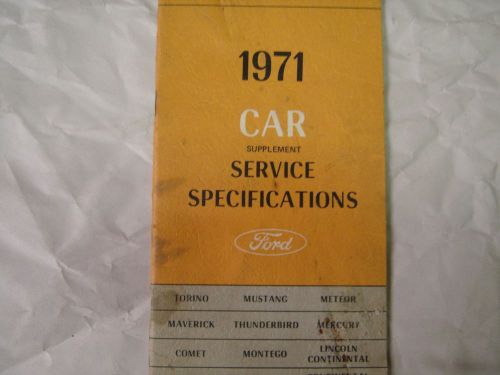 1971
CAR
SUPPLEMENT
SERVICE
SPECIFICATIONS
Ford
TORINO MUSTANG METEOR
MAVERICK THUNDERBIRD MERCURY
COMET MONTEGO LINCOLN CONTINENTAL